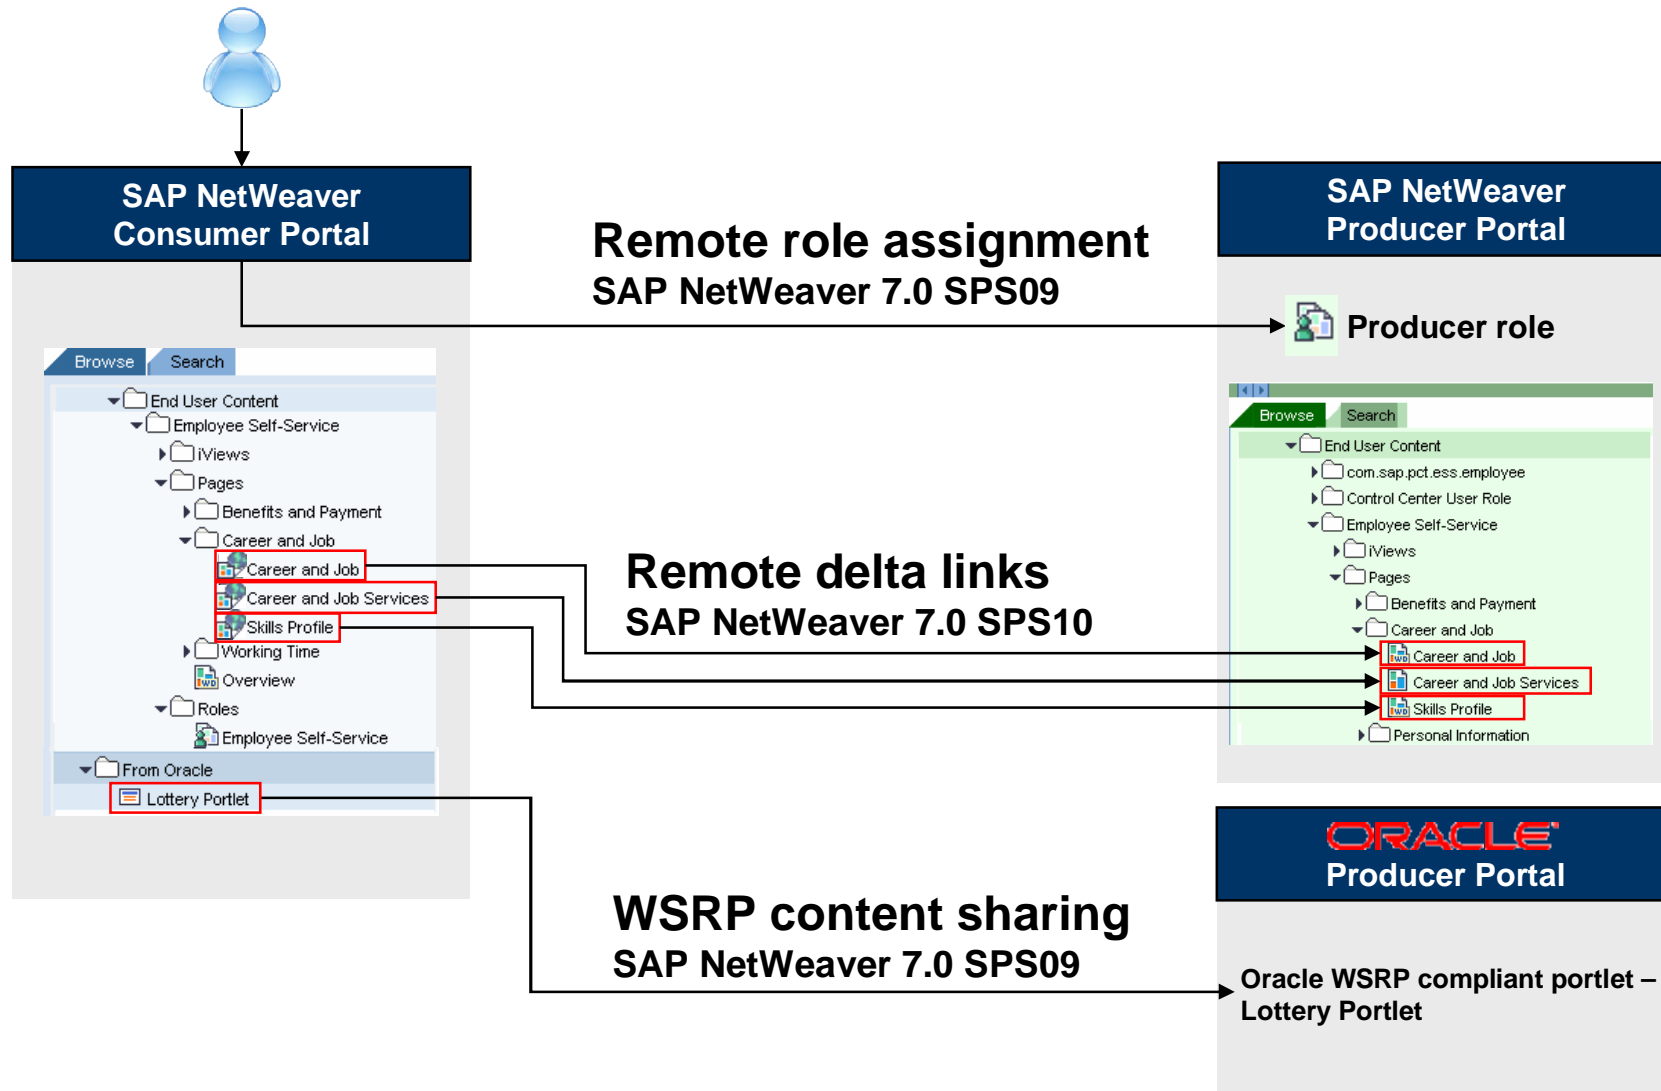 SAP NetWeaver
Consumer Portal
Browse
Search
End User Content
Employee Self-Service
iViews
Pages
Benefits and Payment
Career and Job
Career and Job
Career and Job Services
Skills Profile
Working Time
Overview
Roles
Employee Self-Service
From Oracle
Lottery Portlet
Remote role assignment
SAP NetWeaver 7.0 SPS09
Remote delta links
SAP NetWeaver 7.0 SPS10
WSRP content sharing
SAP NetWeaver 7.0 SPS09
SAP NetWeaver
Producer Portal
Producer role
Browse
Search
End User Content
com.sap.pct.ess.employee
Control Center User Role
Employee Self-Service
iViews
Pages
Benefits and Payment
Career and Job
Career and Job
Career and Job Services
Skills Profile
Personal Information
ORACLE
Producer Portal
Oracle WSRP compliant portlet –
Lottery Portlet